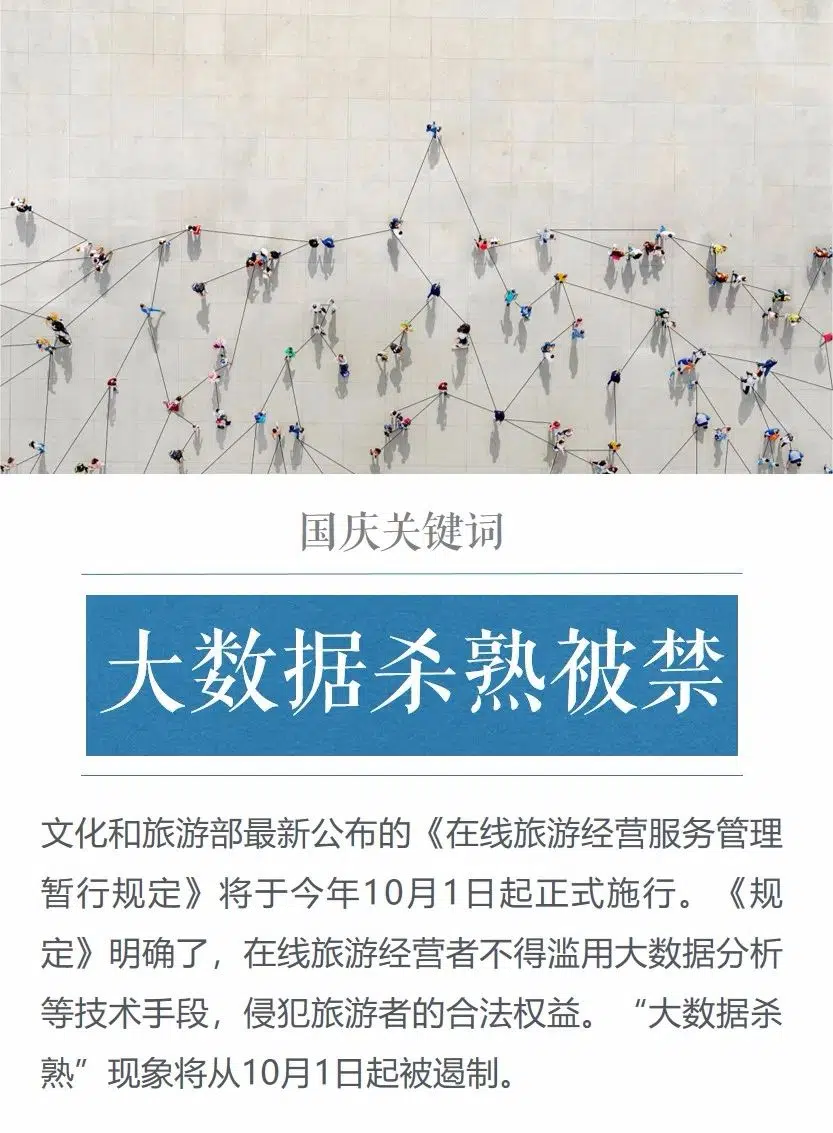 国庆关键词
大数据杀熟被禁
文化和旅游部最新公布的《在线旅游经营服务管理
暂行规定》将于今年10月1日起正式施行。《规
定》明确了，在线旅游经营者不得滥用大数据分析
等技术手段，侵犯旅游者的合法权益。“大数据杀
熟”现象将从10月1日起被遏制。